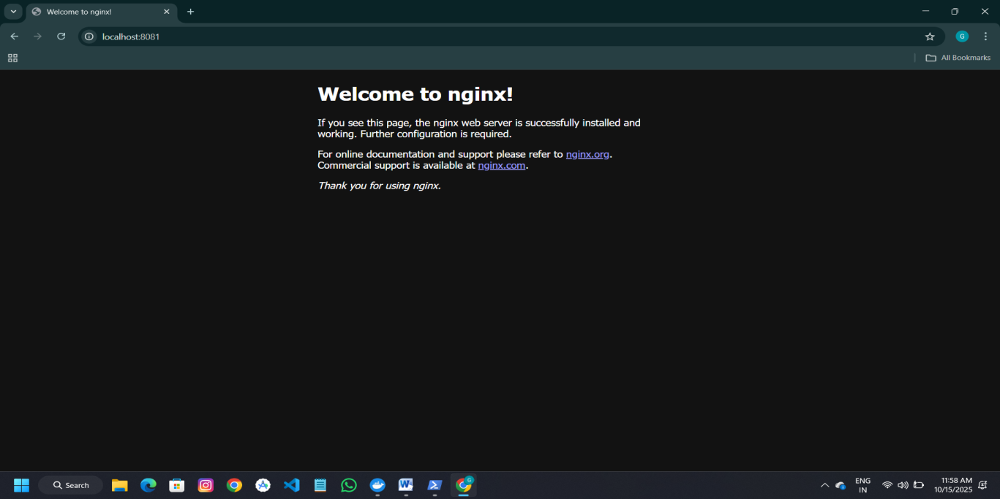 Welcome to nginx!
localhost:8081
G
All Bookmarks
Welcome to nginx!
If you see this page, the nginx web server is successfully installed and
working. Further configuration is required.
For online documentation and support please refer to nginx.org.
Commercial support is available at nginx.com.
Thank you for using nginx.
Search
W
G
ENG
IN
11:58 AM
10/15/2025